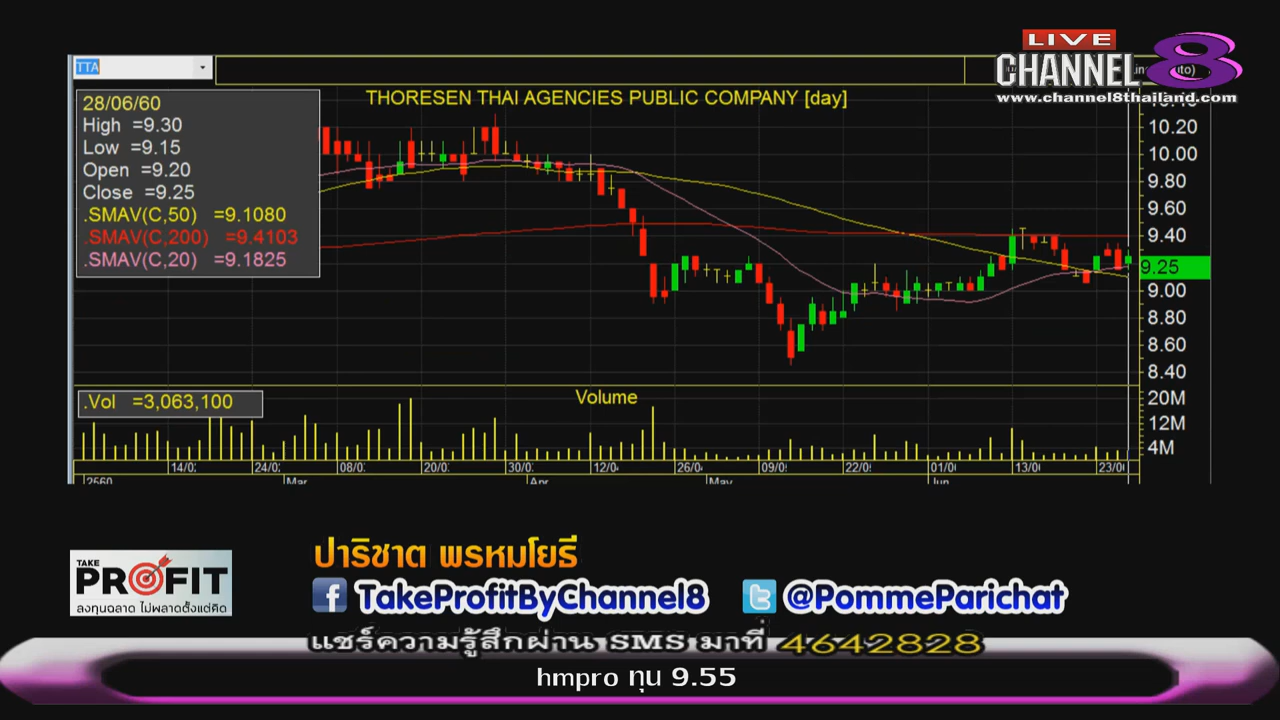 TTA
LIVE
CHANNEL 8
www.channel8thailand.com
THORESEN THAI AGENCIES PUBLIC COMPANY [day]
28/06/60
High =9.30
Low =9.15
Open =9.20
Close =9.25
.SMAV(C,50) =9.1080
.SMAV(C,200) =9.4103
.SMAV(C,20) =9.1825
10.20
10.00
9.80
9.60
9.40
9.25
9.00
8.80
8.60
8.40
.Vol =3,063,100
Volume
20M
12M
4M
14/0 24/0 08/0 20/0 30/0 12/0 26/0 09/0 22/0 01/0 13/0 23/0
2560 Mar Apr May Jun
TAKE
PROFIT
ลงทุนฉลาด ไม่พลาดตั้งแต่คิด
ปาริชาต พรหมโยธี
TakeProfitByChannel8 @PommeParichat
แชร์ความรู้สึกผ่าน SMS มาที่ 4642828
hmpro ทุน 9.55